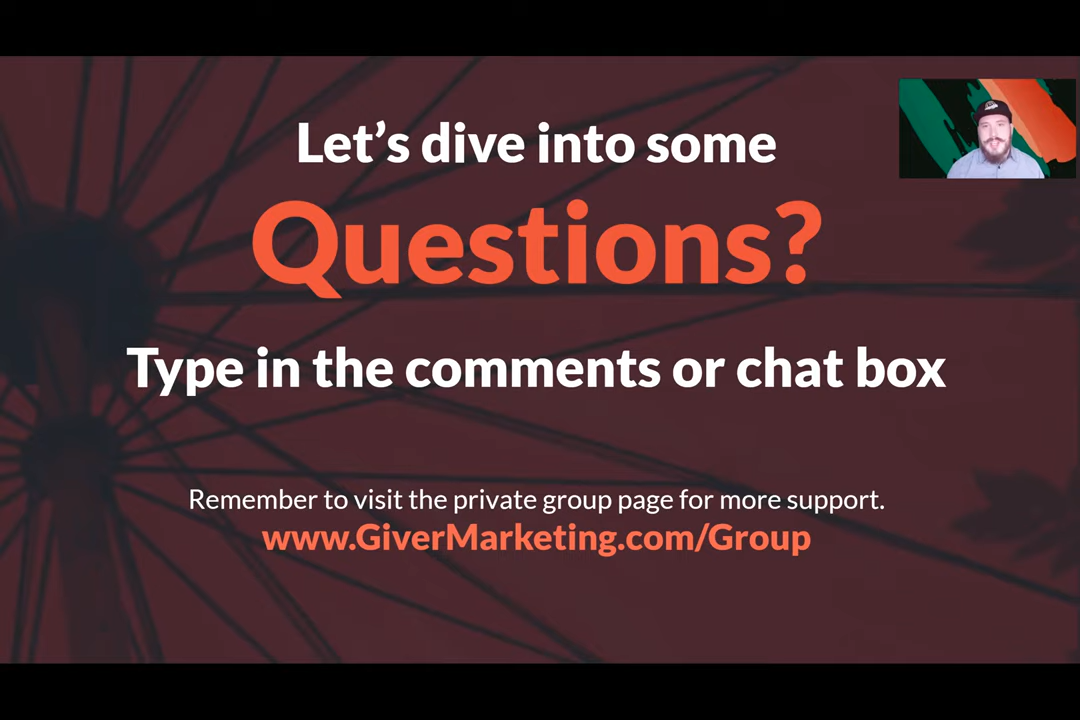 Let’s dive into some
Questions?
Type in the comments or chat box
Remember to visit the private group page for more support.
www.GiverMarketing.com/Group